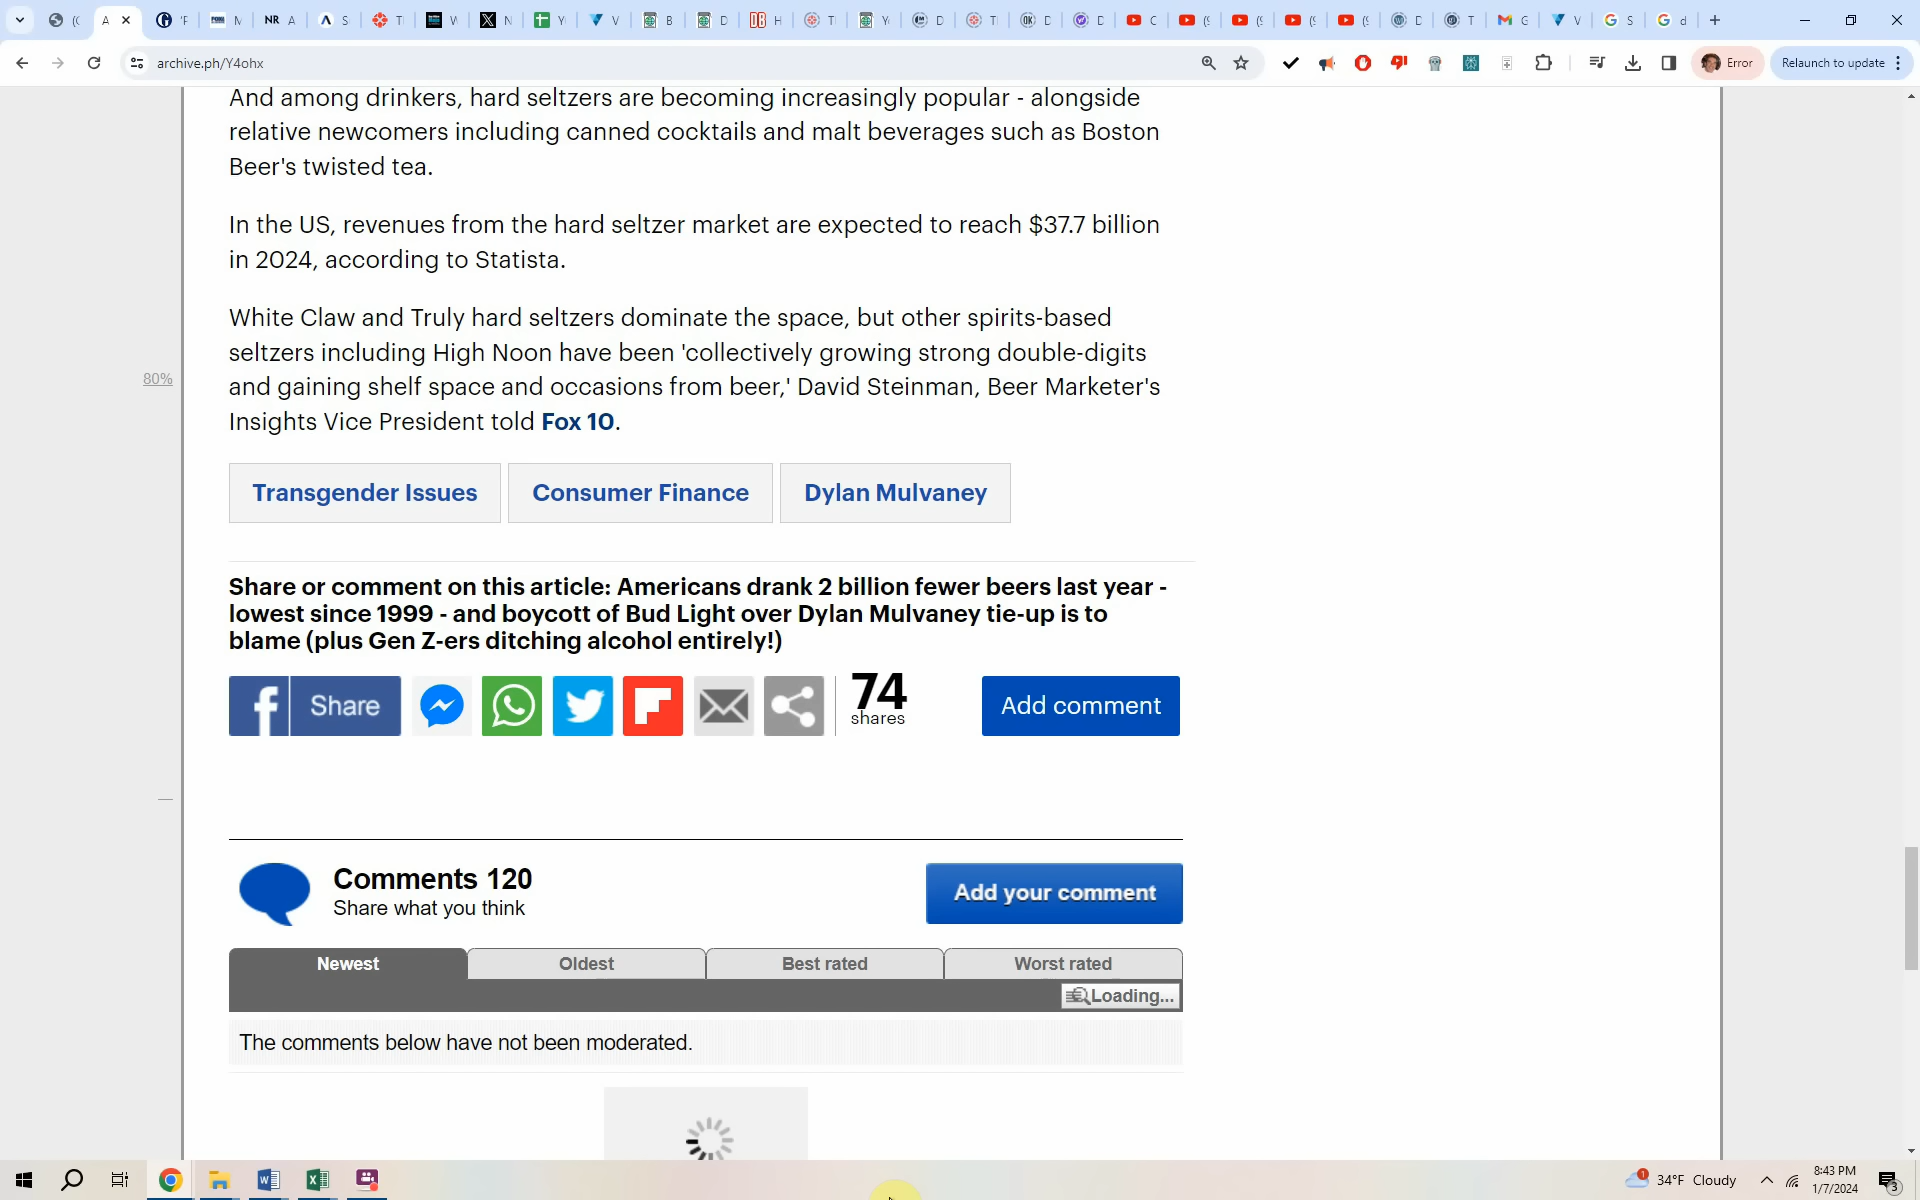 archive.ph/Y4ohx
Error
Relaunch to update
And among drinkers, hard seltzers are becoming increasingly popular - alongside
relative newcomers including canned cocktails and malt beverages such as Boston
Beer's twisted tea.
In the US, revenues from the hard seltzer market are expected to reach $37.7 billion
in 2024, according to Statista.
White Claw and Truly hard seltzers dominate the space, but other spirits-based
seltzers including High Noon have been 'collectively growing strong double-digits
80%
and gaining shelf space and occasions from beer,' David Steinman, Beer Marketer's
Insights Vice President told Fox 10.
Transgender Issues
Consumer Finance
Dylan Mulvaney
Share or comment on this article: Americans drank 2 billion fewer beers last year -
lowest since 1999 - and boycott of Bud Light over Dylan Mulvaney tie-up is to
blame (plus Gen Z-ers ditching alcohol entirely!)
Share
74
shares
Add comment
Comments 120
Share what you think
Add your comment
Newest
Oldest
Best rated
Worst rated
Loading...
The comments below have not been moderated.
34°F Cloudy
8:43 PM
1/7/2024